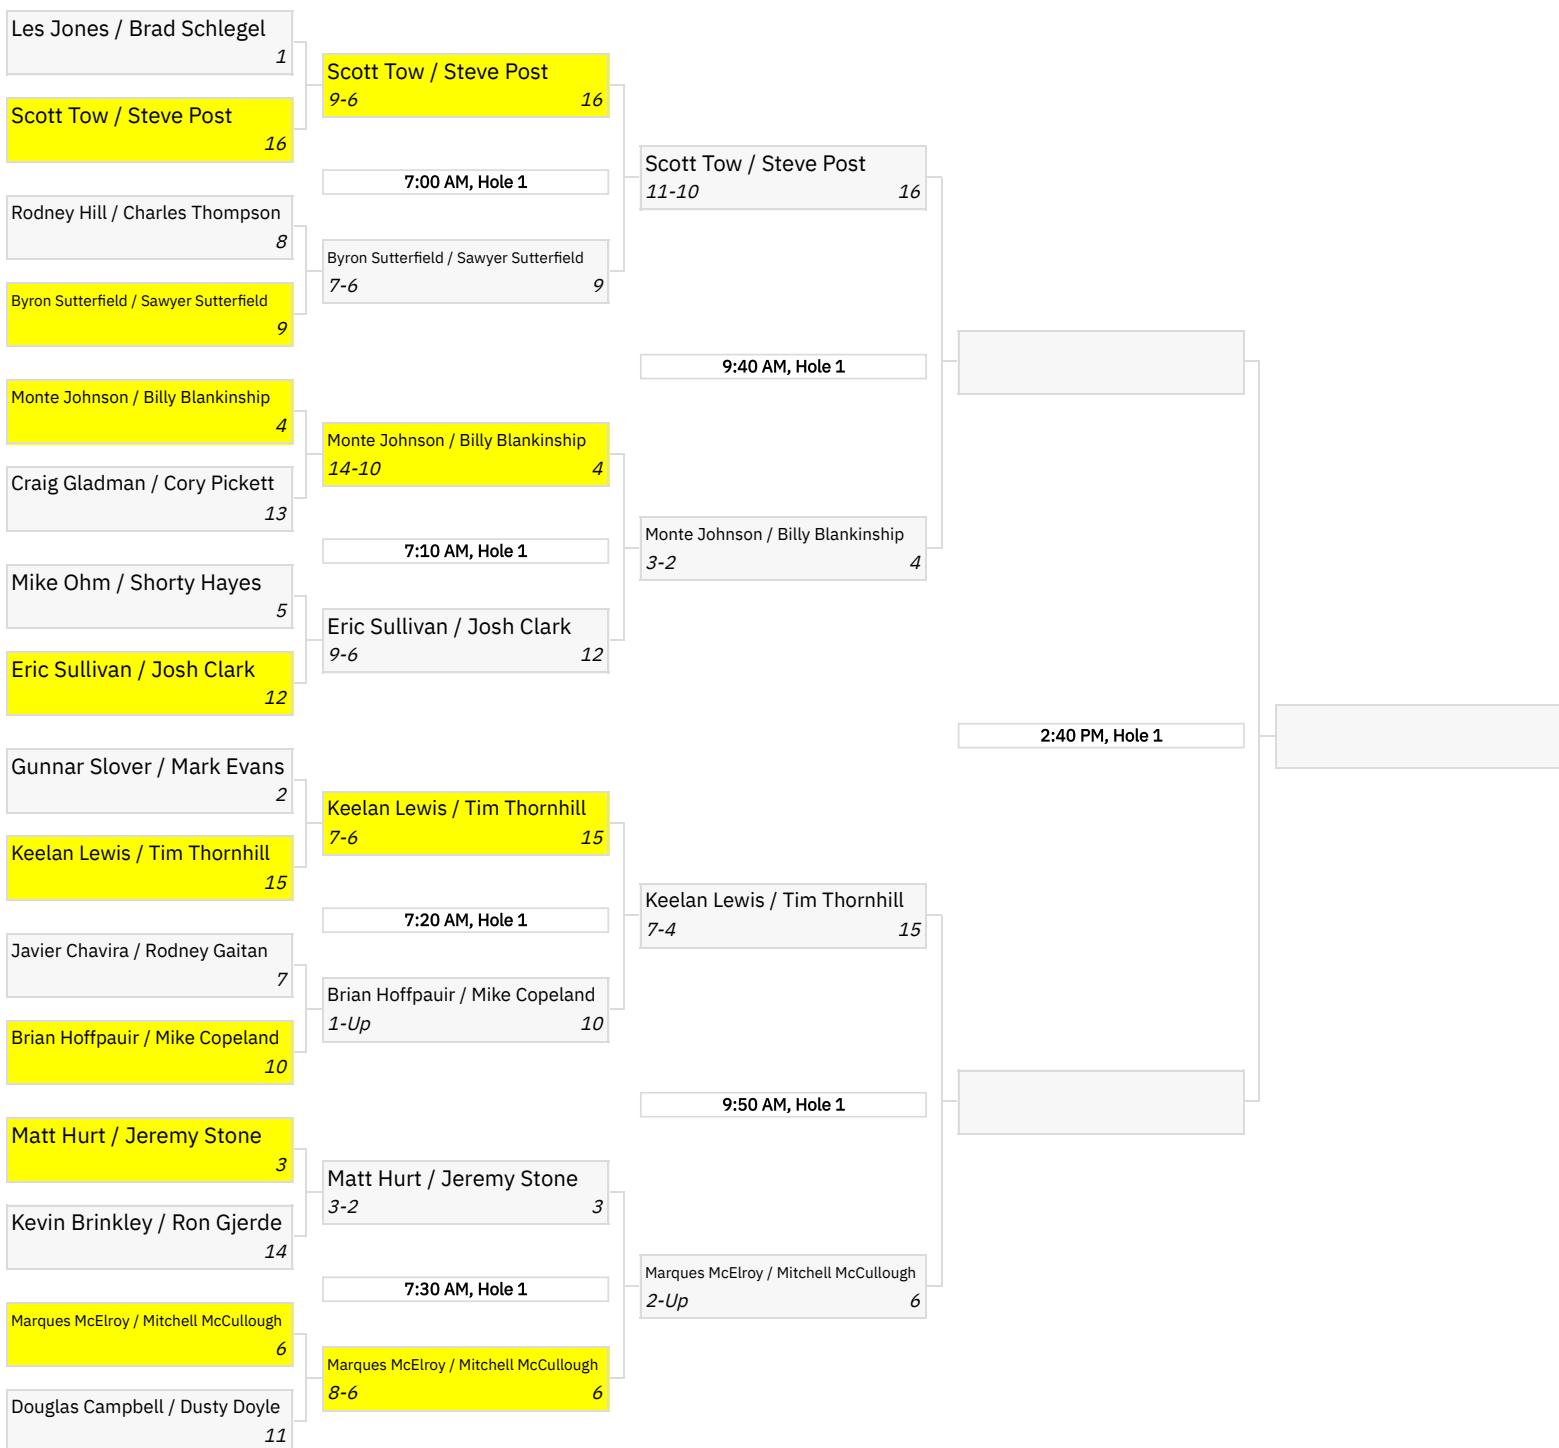 Les Jones / Brad Schlegel
1
Scott Tow / Steve Post
16
Rodney Hill / Charles Thompson
8
Byron Sutterfield / Sawyer Sutterfield
9
Monte Johnson / Billy Blankinship
4
Craig Gladman / Cory Pickett
13
Mike Ohm / Shorty Hayes
5
Eric Sullivan / Josh Clark
12
Gunnar Slover / Mark Evans
2
Keelan Lewis / Tim Thornhill
15
Javier Chavira / Rodney Gaitan
7
Brian Hoffpauir / Mike Copeland
10
Matt Hurt / Jeremy Stone
3
Kevin Brinkley / Ron Gjerde
14
Marques McElroy / Mitchell McCullough
6
Douglas Campbell / Dusty Doyle
11
Scott Tow / Steve Post
9-6 16
7:00 AM, Hole 1
Byron Sutterfield / Sawyer Sutterfield
7-6 9
Monte Johnson / Billy Blankinship
14-10 4
7:10 AM, Hole 1
Eric Sullivan / Josh Clark
9-6 12
Keelan Lewis / Tim Thornhill
7-6 15
7:20 AM, Hole 1
Brian Hoffpauir / Mike Copeland
1-Up 10
Matt Hurt / Jeremy Stone
3-2 3
7:30 AM, Hole 1
Marques McElroy / Mitchell McCullough
8-6 6
Scott Tow / Steve Post
11-10 16
9:40 AM, Hole 1
Monte Johnson / Billy Blankinship
3-2 4
Keelan Lewis / Tim Thornhill
7-4 15
9:50 AM, Hole 1
Marques McElroy / Mitchell McCullough
2-Up 6
2:40 PM, Hole 1